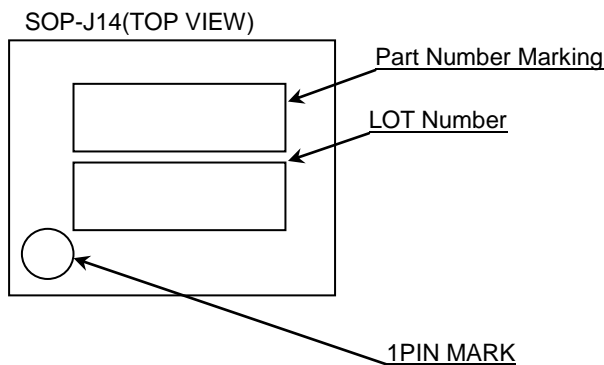 SOP-J14(TOP VIEW)
Part Number Marking
LOT Number
1PIN MARK